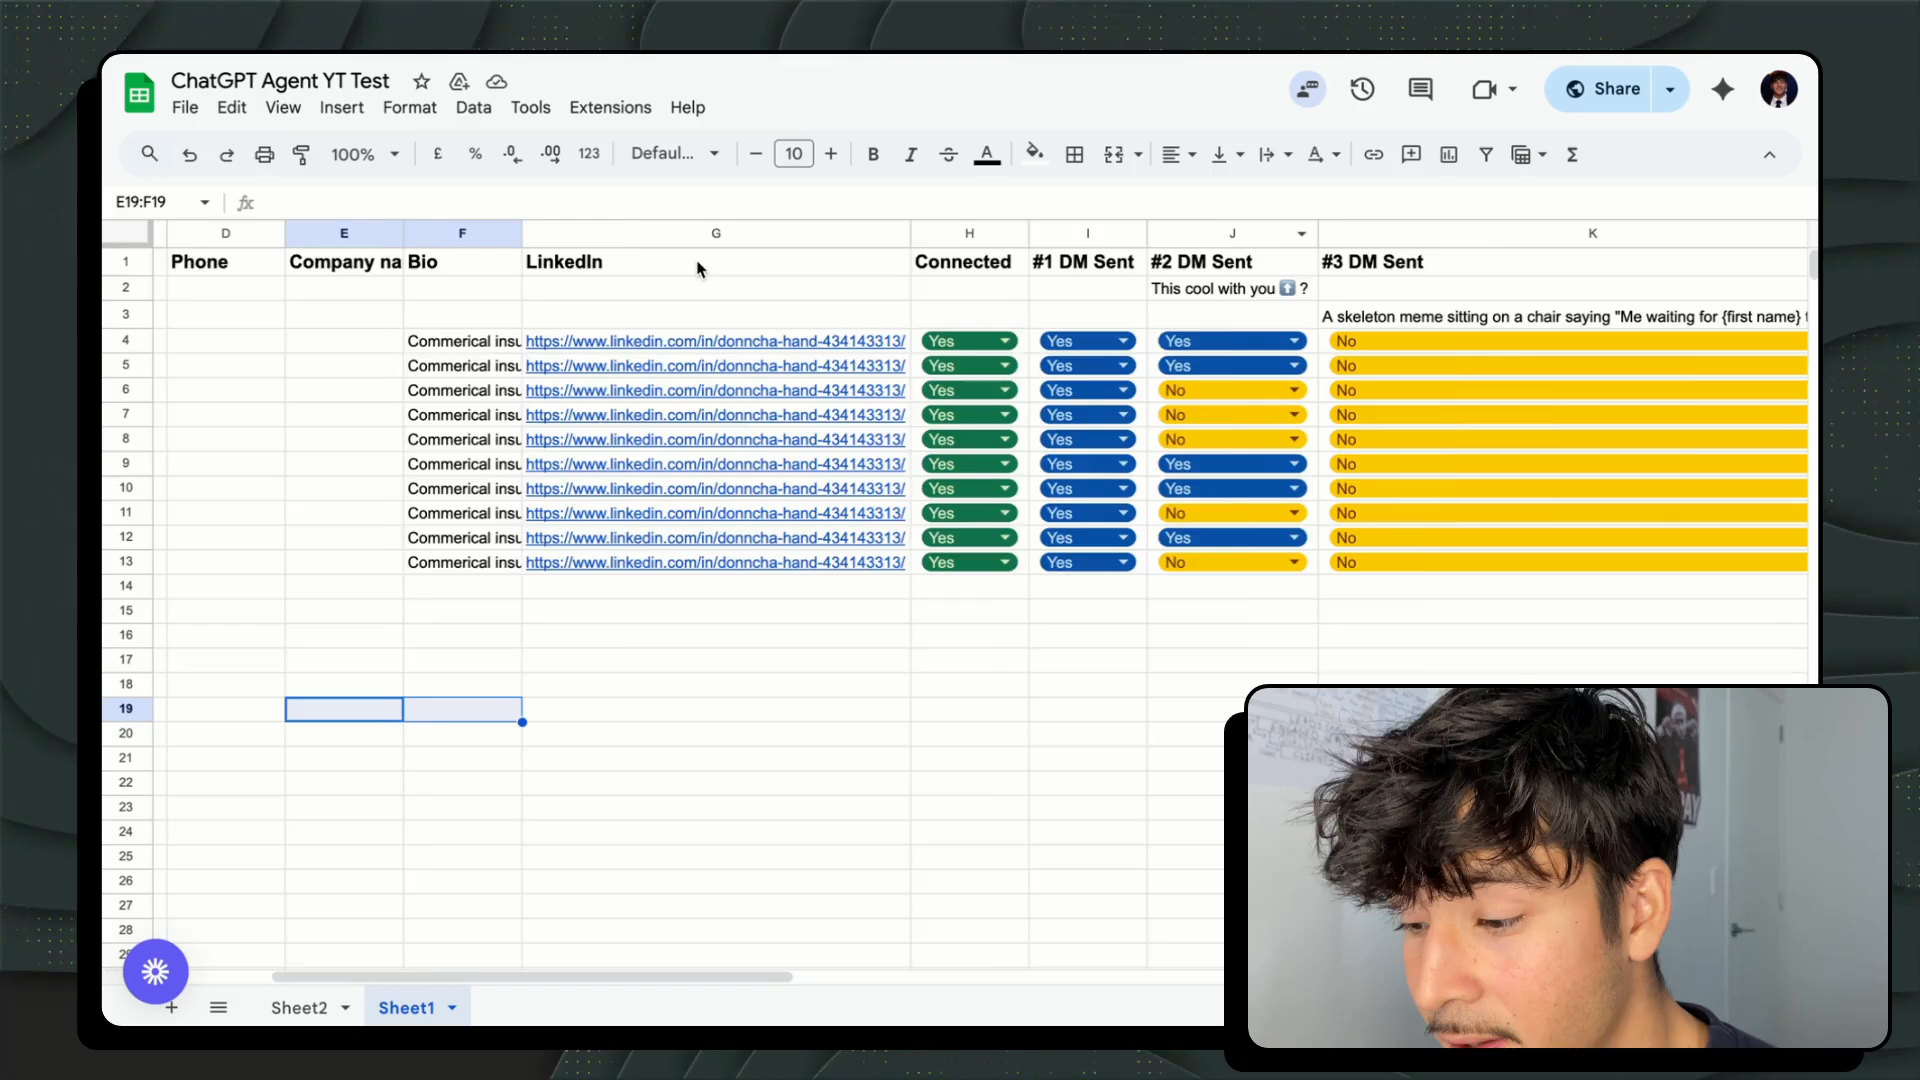 ChatGPT Agent YT Test
File Edit View Insert Format Data Tools Extensions Help
Share
100% £ % .0 .00 123 Defaul... 10 B I A Σ
E19:F19 fx
D E F G H I J K
1 Phone Company na Bio LinkedIn Connected #1 DM Sent #2 DM Sent #3 DM Sent
2 This cool with you ⬆️ ?
3 A skeleton meme sitting on a chair saying "Me waiting for {first name}
4 Commerical insu https://www.linkedin.com/in/donncha-hand-434143313/ Yes Yes Yes No
5 Commerical insu https://www.linkedin.com/in/donncha-hand-434143313/ Yes Yes Yes No
6 Commerical insu https://www.linkedin.com/in/donncha-hand-434143313/ Yes Yes No No
7 Commerical insu https://www.linkedin.com/in/donncha-hand-434143313/ Yes Yes No No
8 Commerical insu https://www.linkedin.com/in/donncha-hand-434143313/ Yes Yes No No
9 Commerical insu https://www.linkedin.com/in/donncha-hand-434143313/ Yes Yes Yes No
10 Commerical insu https://www.linkedin.com/in/donncha-hand-434143313/ Yes Yes Yes No
11 Commerical insu https://www.linkedin.com/in/donncha-hand-434143313/ Yes Yes No No
12 Commerical insu https://www.linkedin.com/in/donncha-hand-434143313/ Yes Yes Yes No
13 Commerical insu https://www.linkedin.com/in/donncha-hand-434143313/ Yes Yes No No
14
15
16
17
18
19
20
21
22
23
24
25
26
27
28
Sheet2 Sheet1